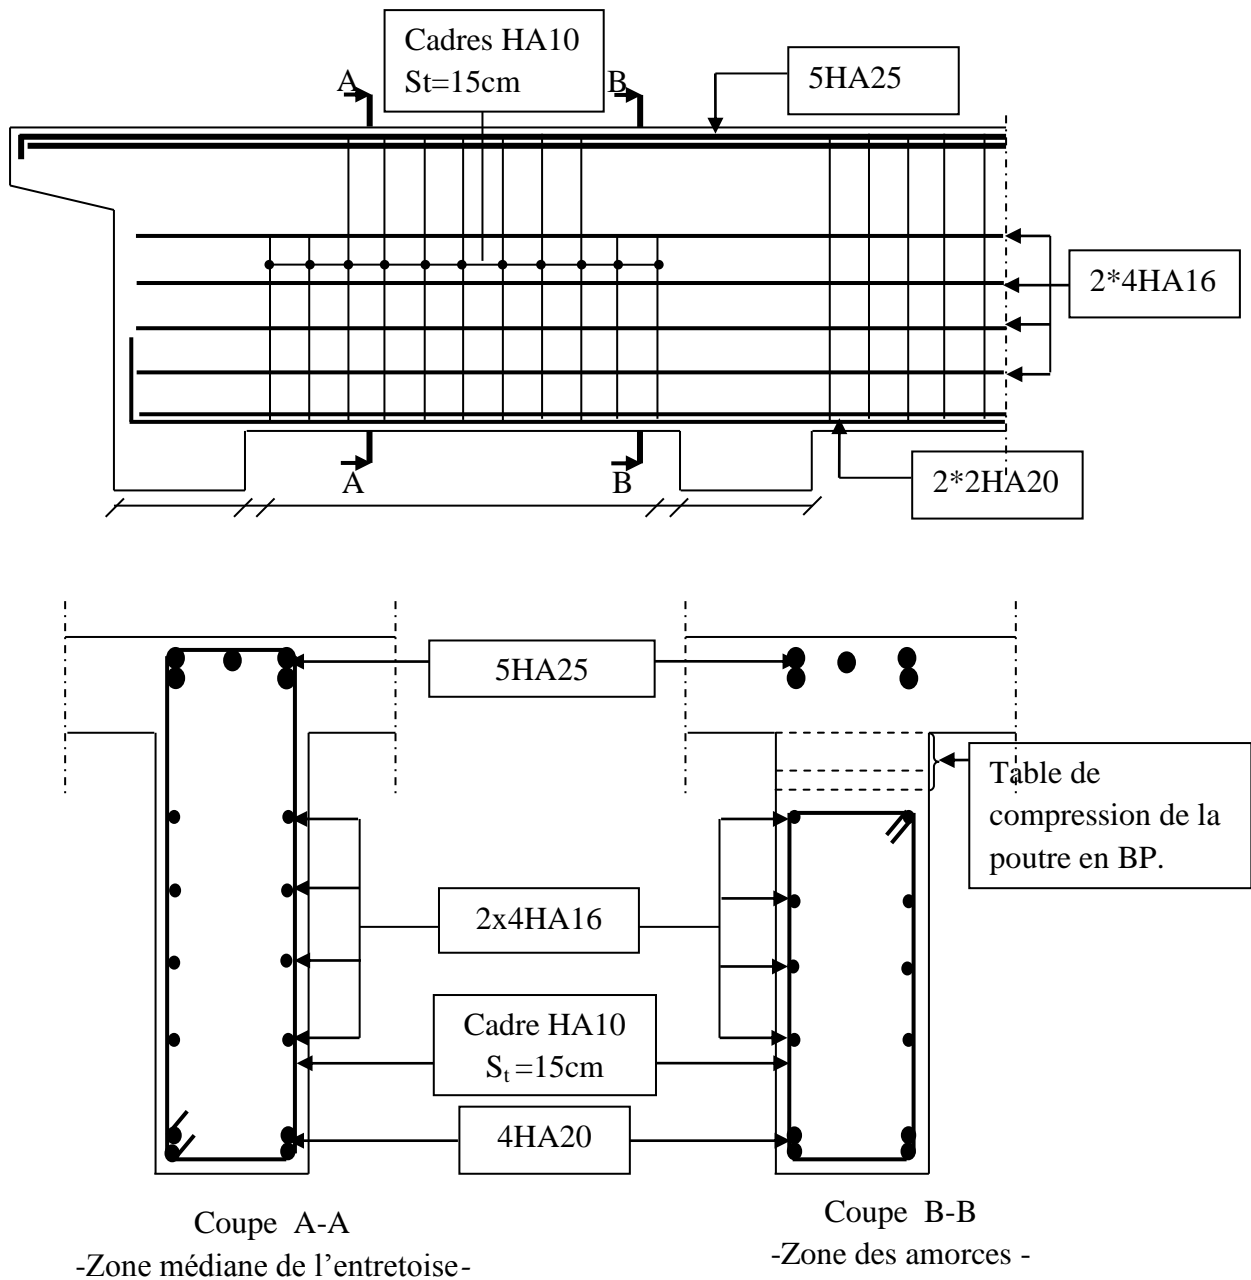 Cadres HA10
St=15cm
A
B
5HA25
2*4HA16
A
B
2*2HA20
5HA25
Table de
compression de la
poutre en BP.
2x4HA16
Cadre HA10
St =15cm
4HA20
Coupe A-A
-Zone médiane de l’entretoise-
Coupe B-B
-Zone des amorces -